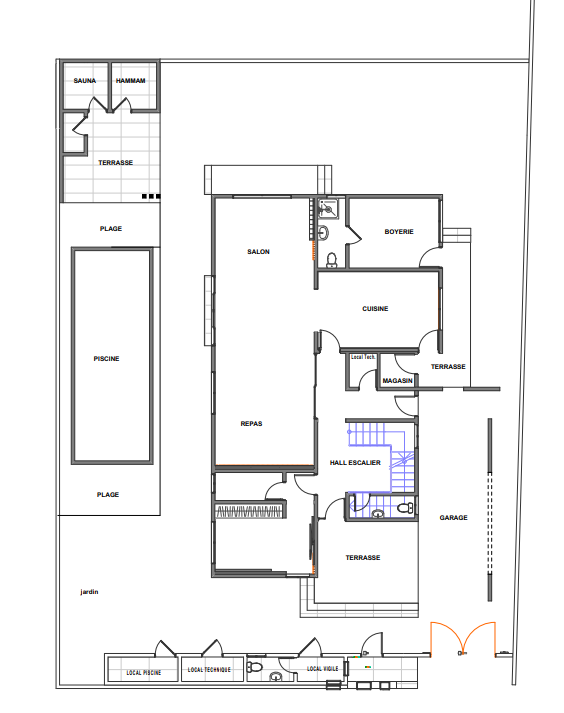 SAUNA HAMMAM
TERRASSE
PLAGE
BOYERIE
SALON
CUISINE
PISCINE
Local Tech.
TERRASSE
MAGASIN
REPAS
HALL ESCALIER
PLAGE
GARAGE
TERRASSE
jardin
LOCAL PISCINE
LOCAL TECHNIQUE
LOCAL VIGILE